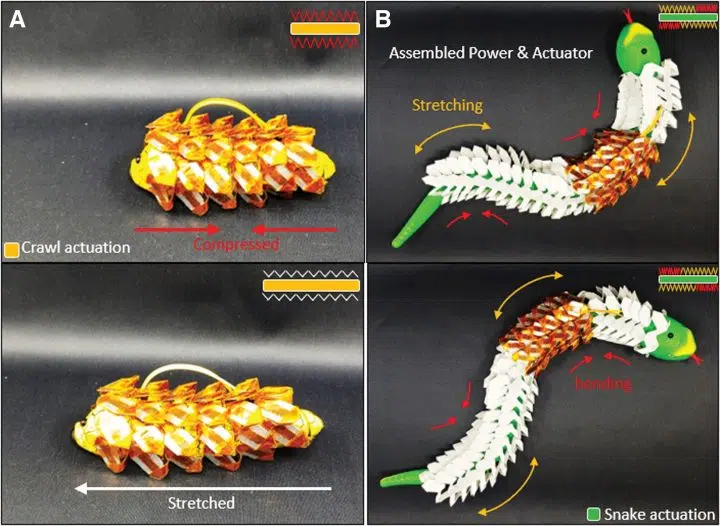 A
Compressed
Crawl actuation
Stretched
B
Assembled Power & Actuator
Stretching
bending
Snake actuation